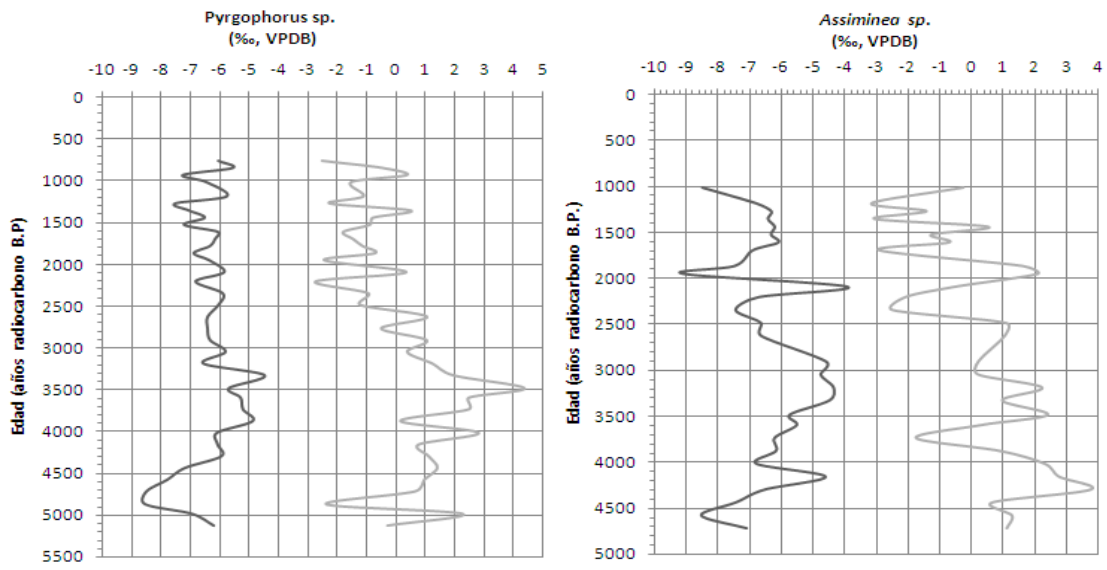 Pyrgophorus sp.
(‰, VPDB)
-10 -9 -8 -7 -6 -5 -4 -3 -2 -1 0 1 2 3 4 5
0
500
1000
1500
2000
2500
3000
3500
4000
4500
5000
5500
Edad (años radiocarbono B.P)
Assiminea sp.
(‰, VPDB)
-10 -9 -8 -7 -6 -5 -4 -3 -2 -1 0 1 2 3 4
0
500
1000
1500
2000
2500
3000
3500
4000
4500
5000
Edad (años radiocarbono B.P.)